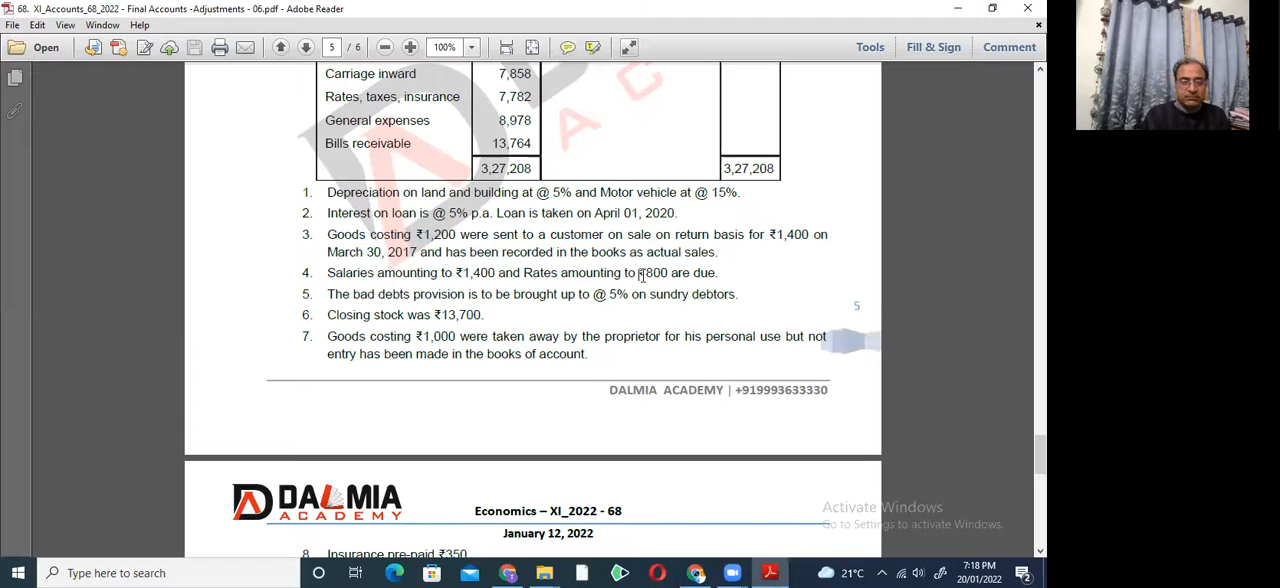 68. XI_Accounts_68_2022 - Final Accounts -Adjustments - 06.pdf - Adobe Reader
File Edit View Window Help
Open 5 / 6 100% Tools Fill & Sign Comment
Carriage inward 7,858
Rates, taxes, insurance 7,782
General expenses 8,978
Bills receivable 13,764
3,27,208 3,27,208
1. Depreciation on land and building at @ 5% and Motor vehicle at @ 15%.
2. Interest on loan is @ 5% p.a. Loan is taken on April 01, 2020.
3. Goods costing ₹1,200 were sent to a customer on sale on return basis for ₹1,400 on
March 30, 2017 and has been recorded in the books as actual sales.
4. Salaries amounting to ₹1,400 and Rates amounting to ₹800 are due.
5. The bad debts provision is to be brought up to @ 5% on sundry debtors.
6. Closing stock was ₹13,700.
7. Goods costing ₹1,000 were taken away by the proprietor for his personal use but not
entry has been made in the books of account.
5
DALMIA ACADEMY | +919993633330
DALMIA
ACADEMY
Economics – XI_2022 - 68
January 12, 2022
8. Insurance pre-paid ₹350
Activate Windows
Go to Settings to activate Windows.
Type here to search
21°C
7:18 PM
20/01/2022
2